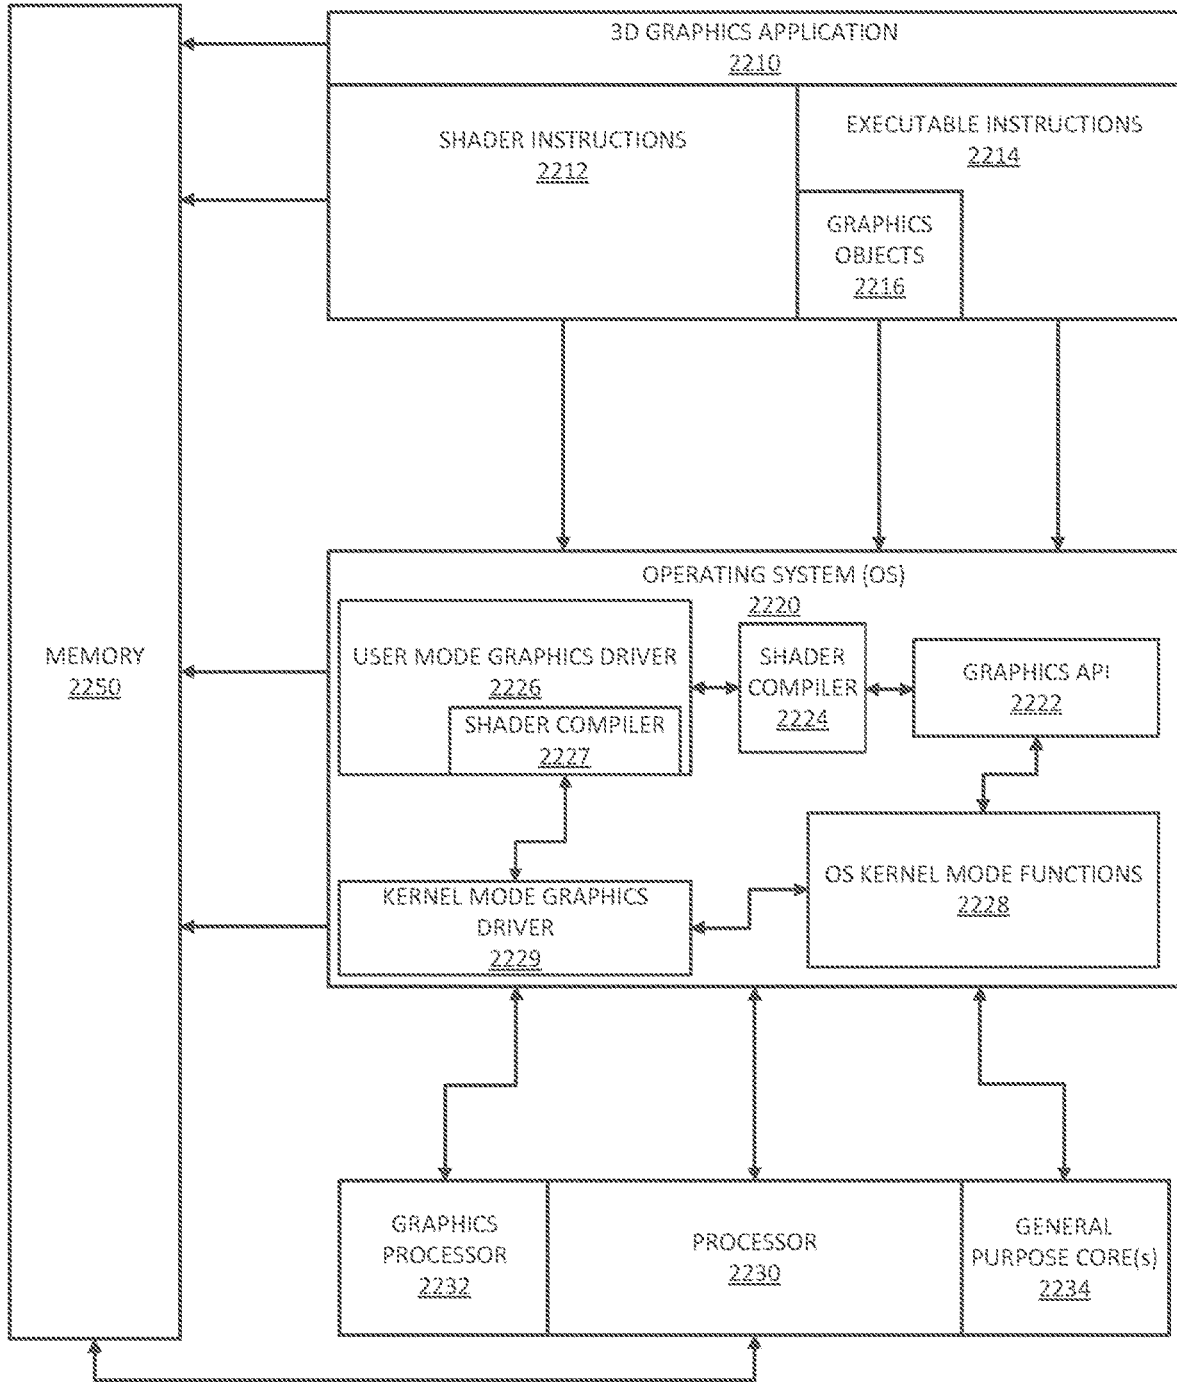 3D GRAPHICS APPLICATION
2210
SHADER INSTRUCTIONS
2212
EXECUTABLE INSTRUCTIONS
2214
GRAPHICS
OBJECTS
2216
OPERATING SYSTEM (OS)
2220
USER MODE GRAPHICS DRIVER
2226
SHADER COMPILER
2227
SHADER
COMPILER
2224
GRAPHICS API
2222
MEMORY
2250
KERNEL MODE GRAPHICS
DRIVER
2229
OS KERNEL MODE FUNCTIONS
2228
GRAPHICS
PROCESSOR
2232
PROCESSOR
2230
GENERAL
PURPOSE CORE(s)
2234